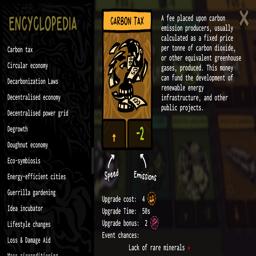 ENCYCLOPEDIA
Carbon tax
Circular economy
Decarbonization Laws
Decentralised economy
Decentralised power grid
Degrowth
Doughnut economy
Eco-symbiosis
Energy-efficient cities
Guerrilla gardening
Idea incubator
Lifestyle changes
Loss & Damage Aid
CARBON TAX
-2
Speed
Emissions
A fee placed upon carbon
emission producers, usually
calculated as a fixed price
per tonne of carbon dioxide,
or other equivalent greenhouse
gases, produced. This money
can fund the development of
renewable energy
infrastructure, and other
public projects.
Upgrade cost: 4
Upgrade Time: 50s
Upgrade bonus: 2
Event chances:
Lack of rare minerals